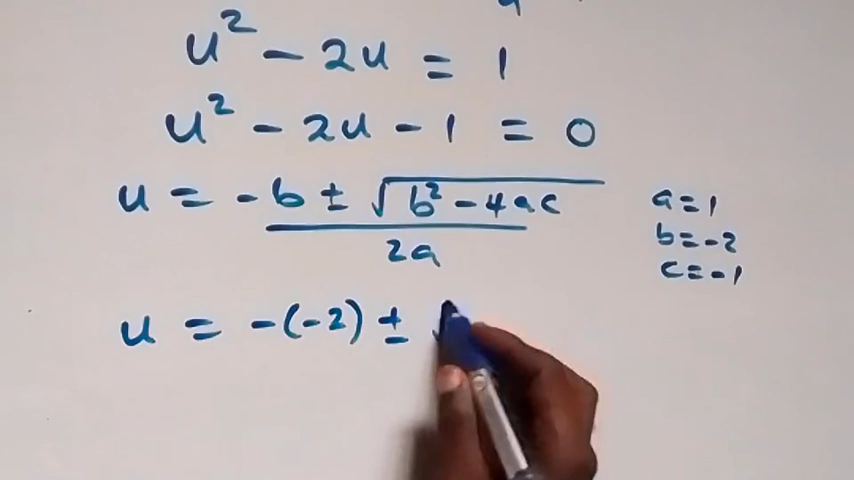 u² - 2u = 1
u² - 2u - 1 = 0
u = -b ± √b² - 4ac
2a
a = 1
b = -2
c = -1
u = -(-2) ±